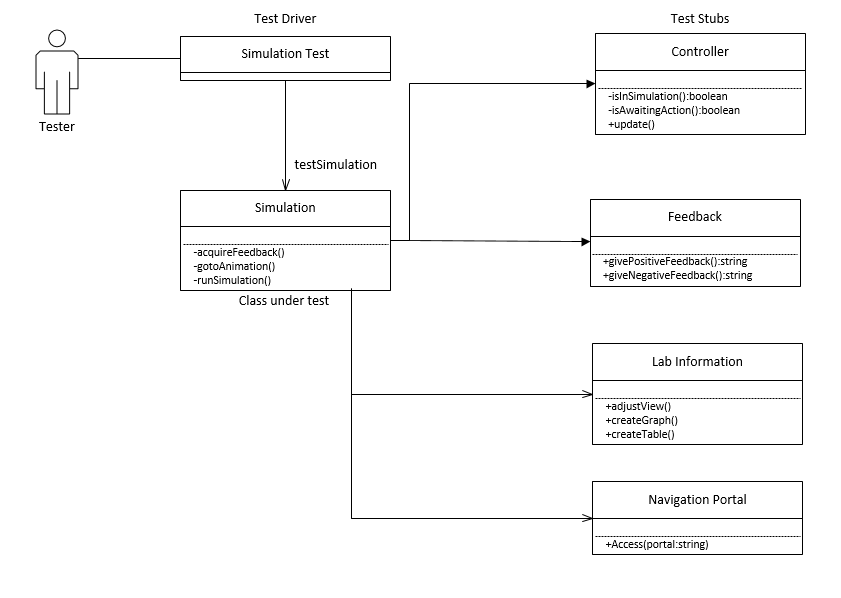 Test Driver
Test Stubs
Simulation Test
Controller
-isInSimulation():boolean
-isAwaitingAction():boolean
+update()
Tester
testSimulation
Simulation
-acquireFeedback()
-gotoAnimation()
-runSimulation()
Class under test
Feedback
+givePositiveFeedback():string
+giveNegativeFeedback():string
Lab Information
+adjustView()
+createGraph()
+createTable()
Navigation Portal
+Access(portal:string)